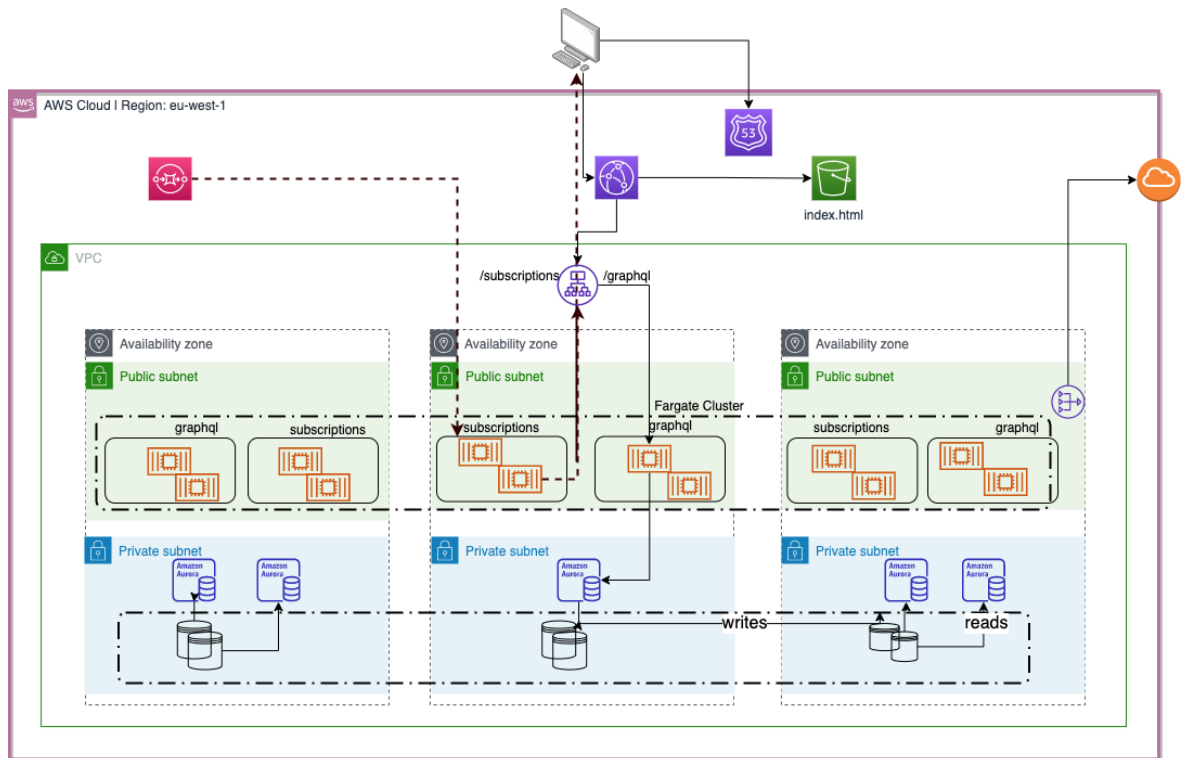 aws
AWS Cloud | Region: eu-west-1
53
index.html
VPC
/subscriptions
/graphql
Availability zone
Availability zone
Availability zone
Public subnet
Public subnet
Public subnet
Fargate Cluster
graphql
subscriptions
subscriptions
graphql
subscriptions
graphql
Private subnet
Private subnet
Private subnet
Amazon
Aurora
Amazon
Aurora
Amazon
Aurora
Amazon
Aurora
Amazon
Aurora
writes
reads